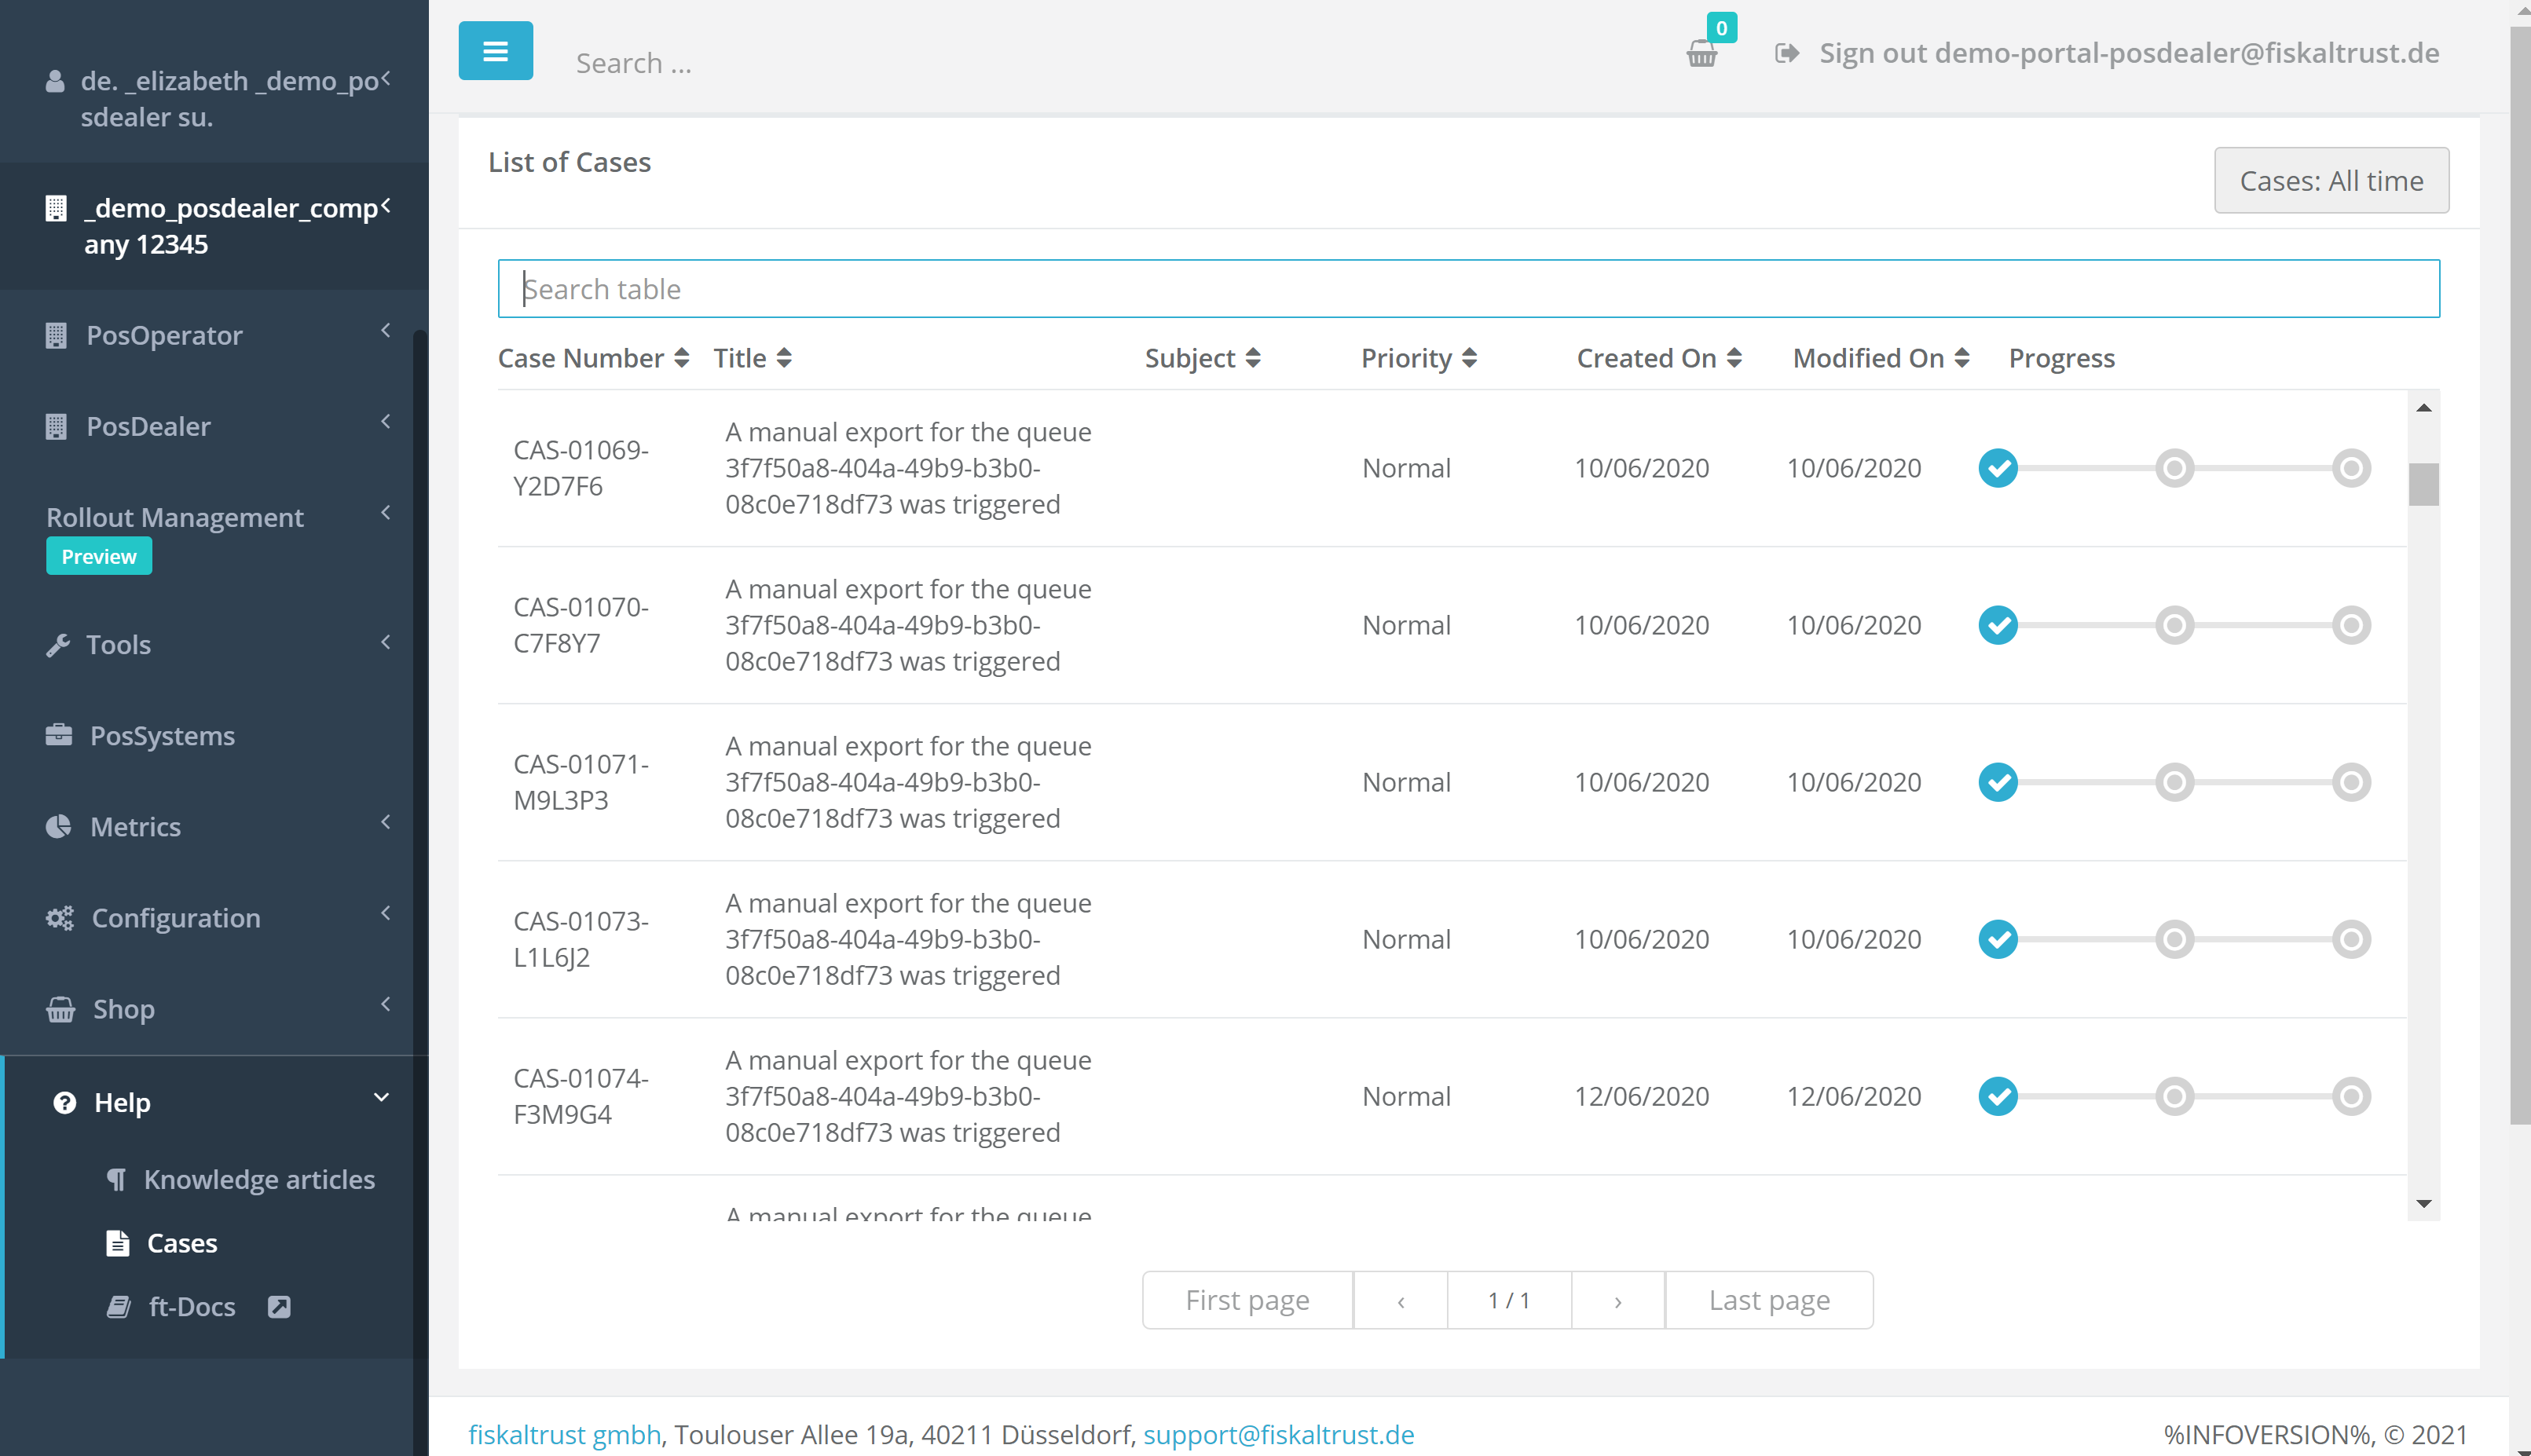 de. _elizabeth _demo_po
sdealer su.
_demo_posdealer_comp
any 12345
PosOperator
PosDealer
Rollout Management
Preview
Tools
PosSystems
Metrics
Configuration
Shop
Help
Knowledge articles
Cases
ft-Docs
Search ...
0
Sign out demo-portal-posdealer@fiskaltrust.de
List of Cases
Cases: All time
Search table
Case Number Title Subject Priority Created On Modified On Progress
A manual export for the queue
CAS-01069-
3f7f50a8-404a-49b9-b3b0- Normal 10/06/2020 10/06/2020
Y2D7F6
08c0e718df73 was triggered
A manual export for the queue
CAS-01070-
3f7f50a8-404a-49b9-b3b0- Normal 10/06/2020 10/06/2020
C7F8Y7
08c0e718df73 was triggered
A manual export for the queue
CAS-01071-
3f7f50a8-404a-49b9-b3b0- Normal 10/06/2020 10/06/2020
M9L3P3
08c0e718df73 was triggered
A manual export for the queue
CAS-01073-
3f7f50a8-404a-49b9-b3b0- Normal 10/06/2020 10/06/2020
L1L6J2
08c0e718df73 was triggered
A manual export for the queue
CAS-01074-
3f7f50a8-404a-49b9-b3b0- Normal 12/06/2020 12/06/2020
F3M9G4
08c0e718df73 was triggered
A manual export for the queue
First page ‹ 1 / 1 › Last page
fiskaltrust gmbh, Toulouser Allee 19a, 40211 Düsseldorf, support@fiskaltrust.de
%INFOVERSION%, © 2021